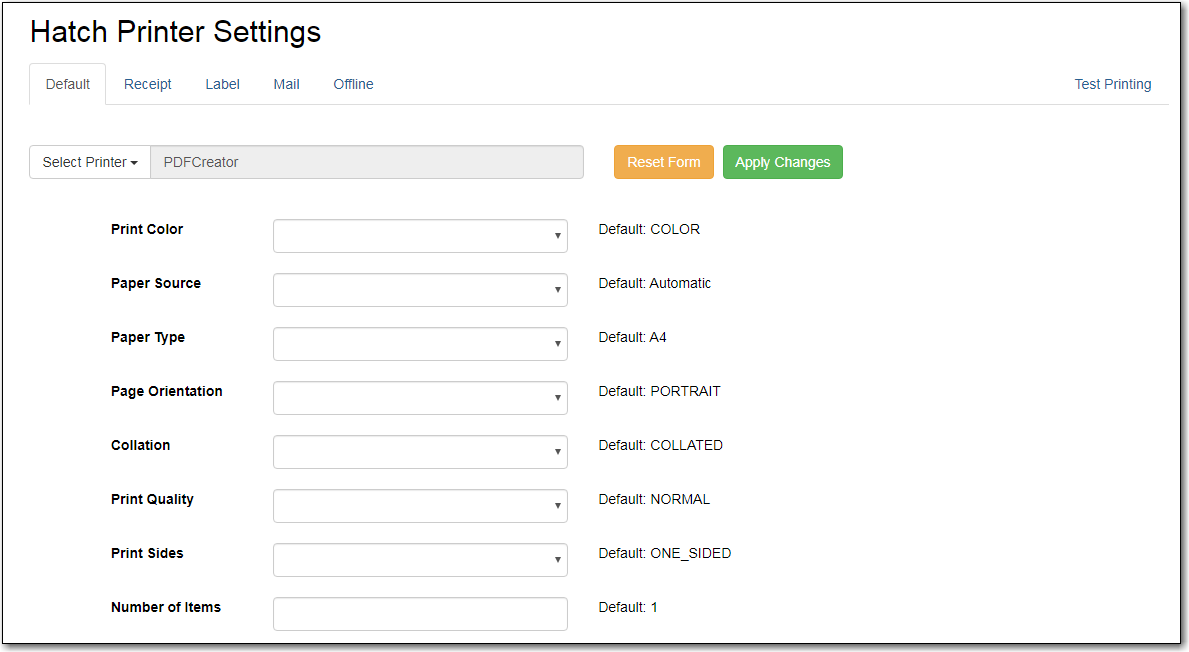 Hatch Printer Settings
Default Receipt Label Mail Offline Test Printing
Select Printer PDFCreator Reset Form Apply Changes
Print Color Default: COLOR
Paper Source Default: Automatic
Paper Type Default: A4
Page Orientation Default: PORTRAIT
Collation Default: COLLATED
Print Quality Default: NORMAL
Print Sides Default: ONE_SIDED
Number of Items Default: 1